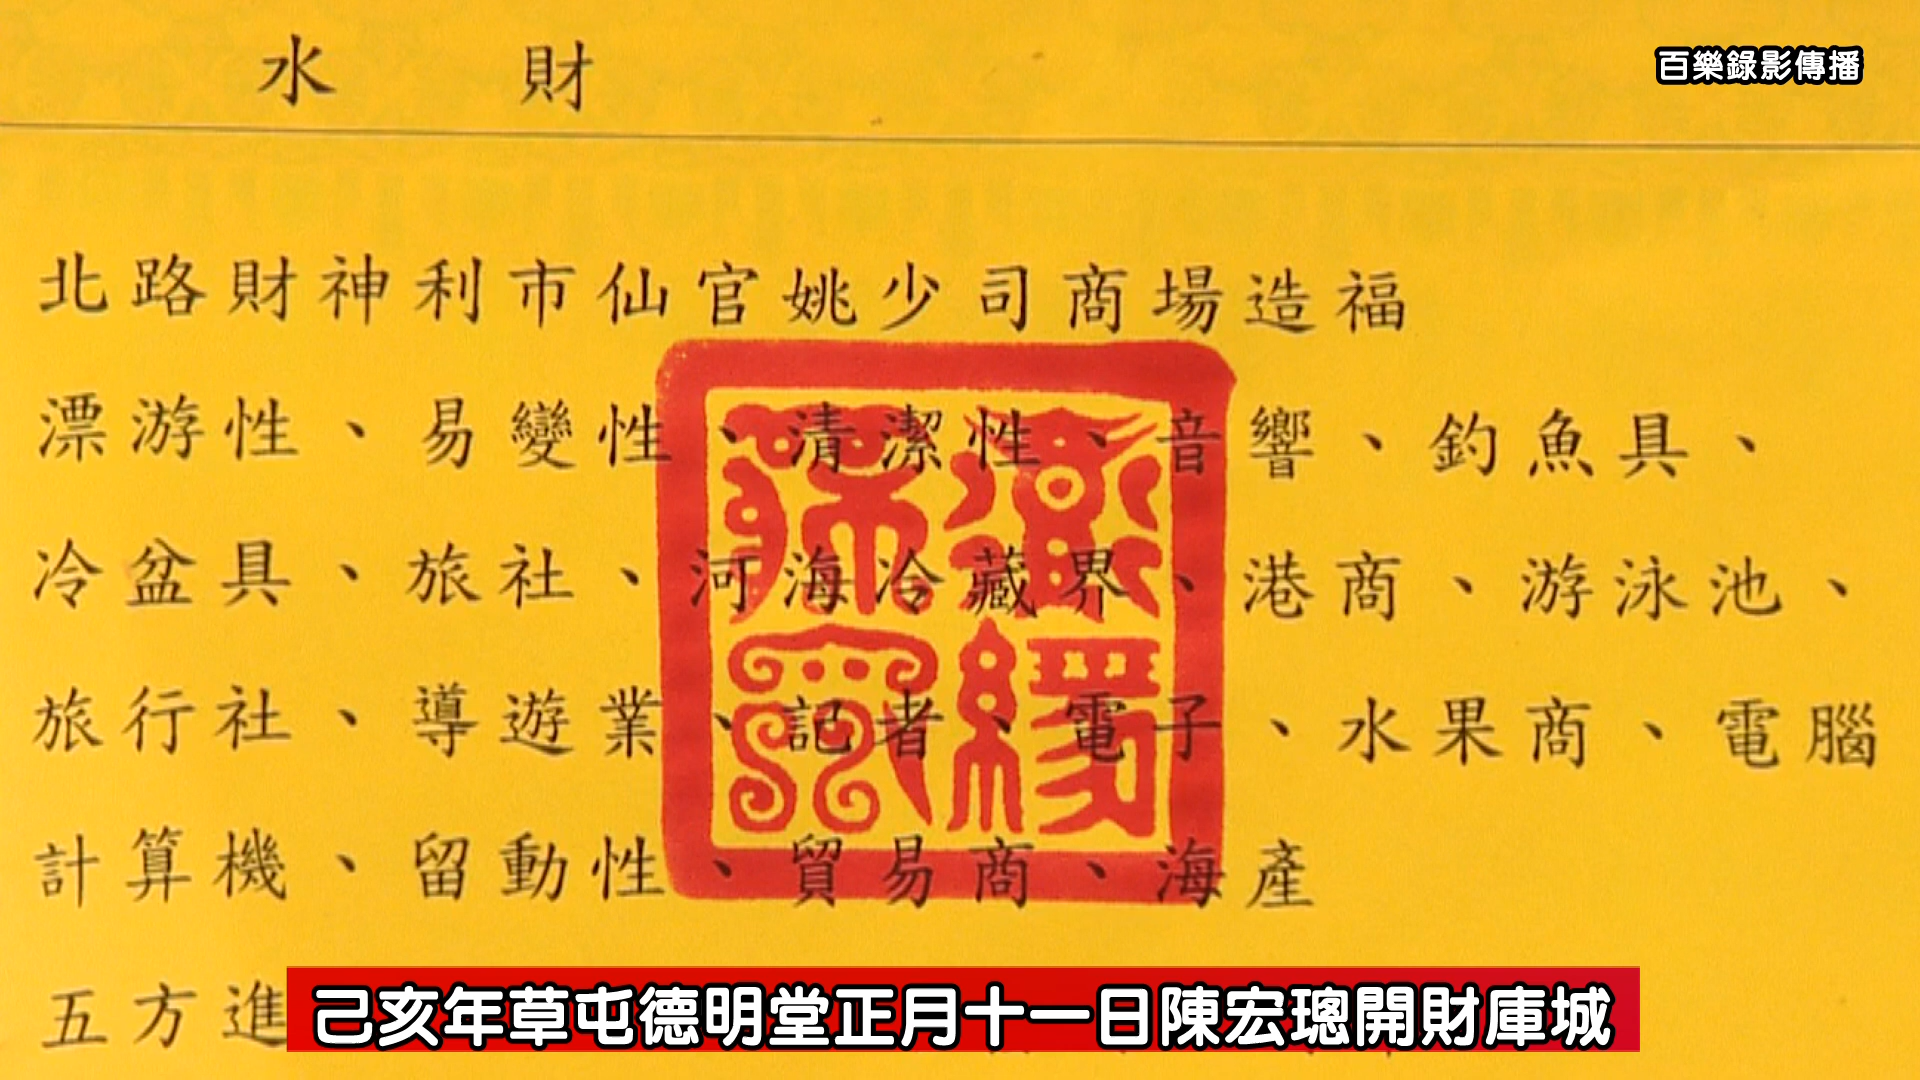 水 財
百樂錄影傳播
北路財神利市仙官姚少司商場造福
漂游性、易變性、清潔性、音響、釣魚具、
冷盆具、旅社、河海冷藏界、港商、游泳池、
旅行社、導遊業、記者、電子、水果商、電腦
計算機、留動性、貿易商、海產
五方進
己亥年草屯德明堂正月十一日陳宏璁開財庫城